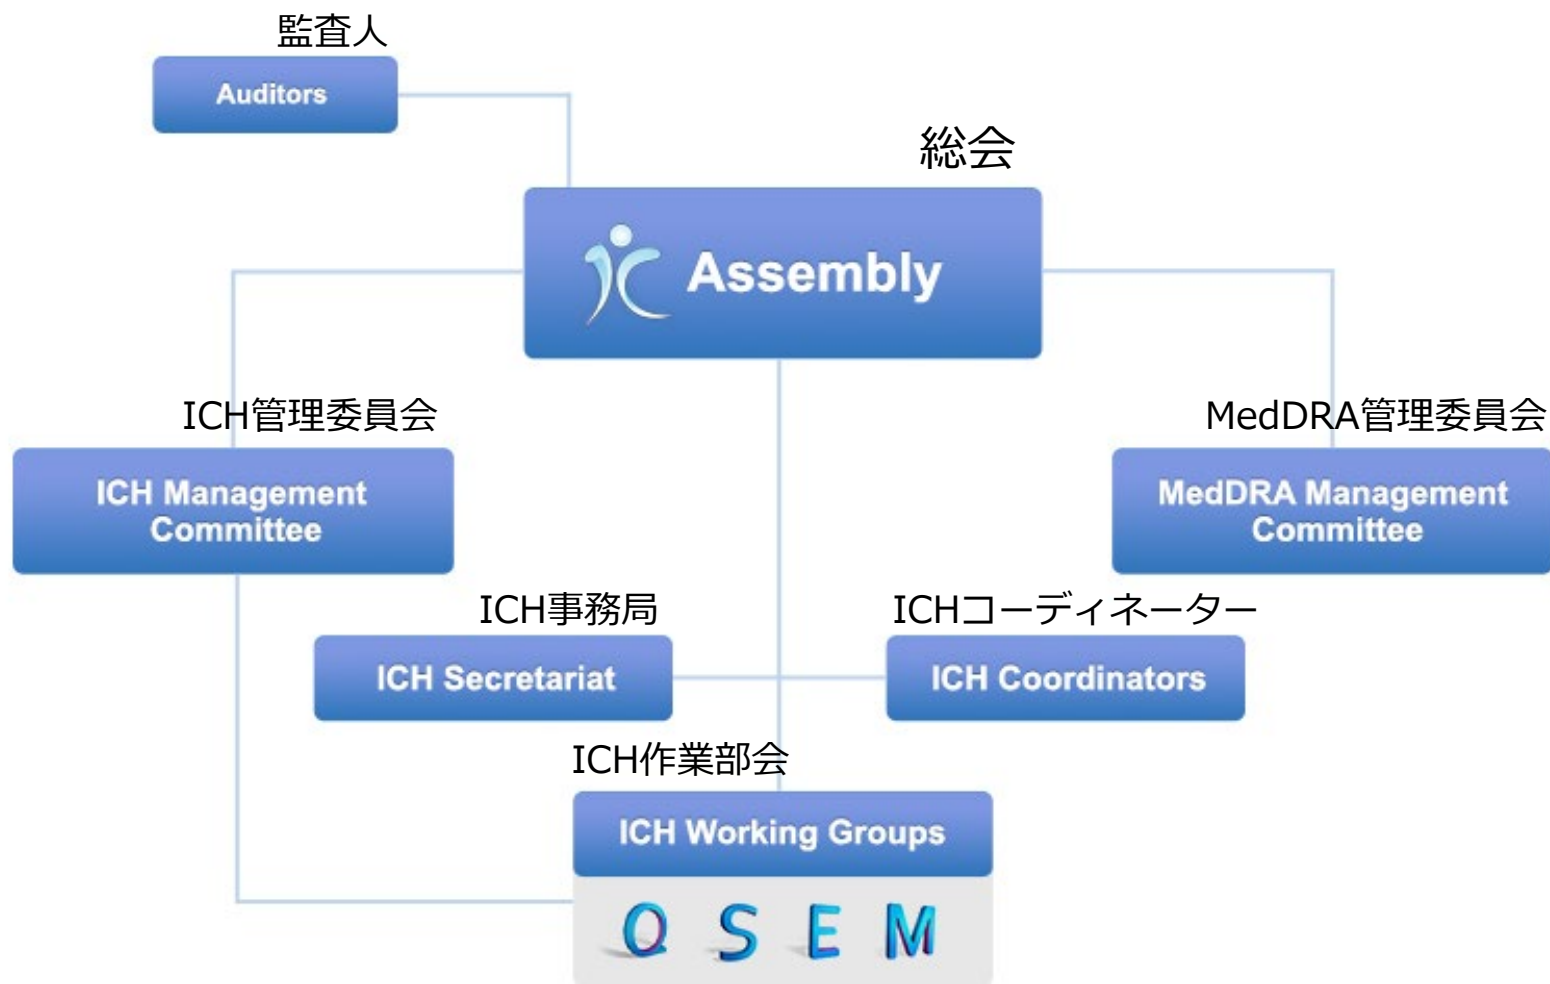 監査人
Auditors
総会
Assembly
ICH管理委員会
ICH Management
Committee
MedDRA管理委員会
MedDRA Management
Committee
ICH事務局
ICH Secretariat
ICHコーディネーター
ICH Coordinators
ICH作業部会
ICH Working Groups
Q S E M